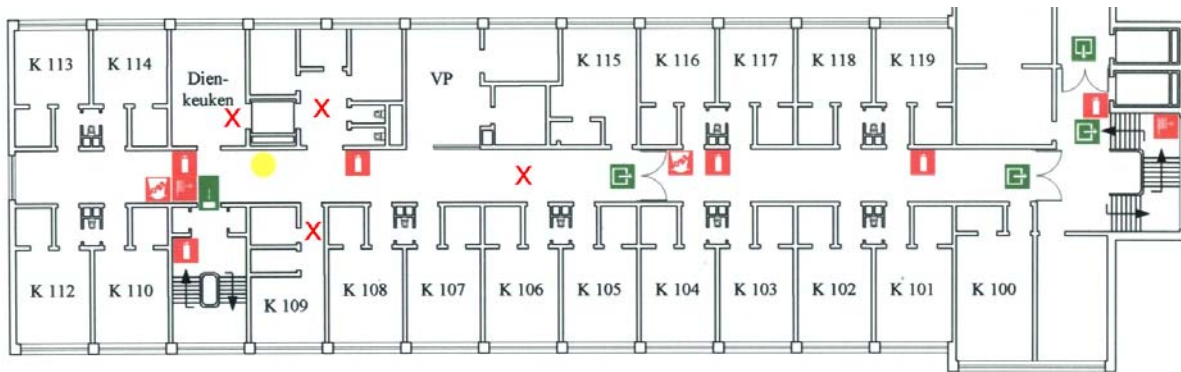 K 113
K 114
Dien-
keuken
X
X
VP
K 115
K 116
K 117
K 118
K 119
X
X
K 112
K 110
K 109
K 108
K 107
K 106
K 105
K 104
K 103
K 102
K 101
K 100